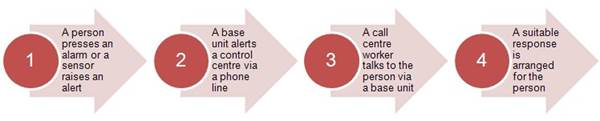 1
A person
presses an
alarm or a
sensor
raises an
alert
2
A base
unit alerts
a control
centre via
a phone
line
3
A call
centre
worker
talks to the
person via
a base unit
4
A suitable
response
is
arranged
for the
person